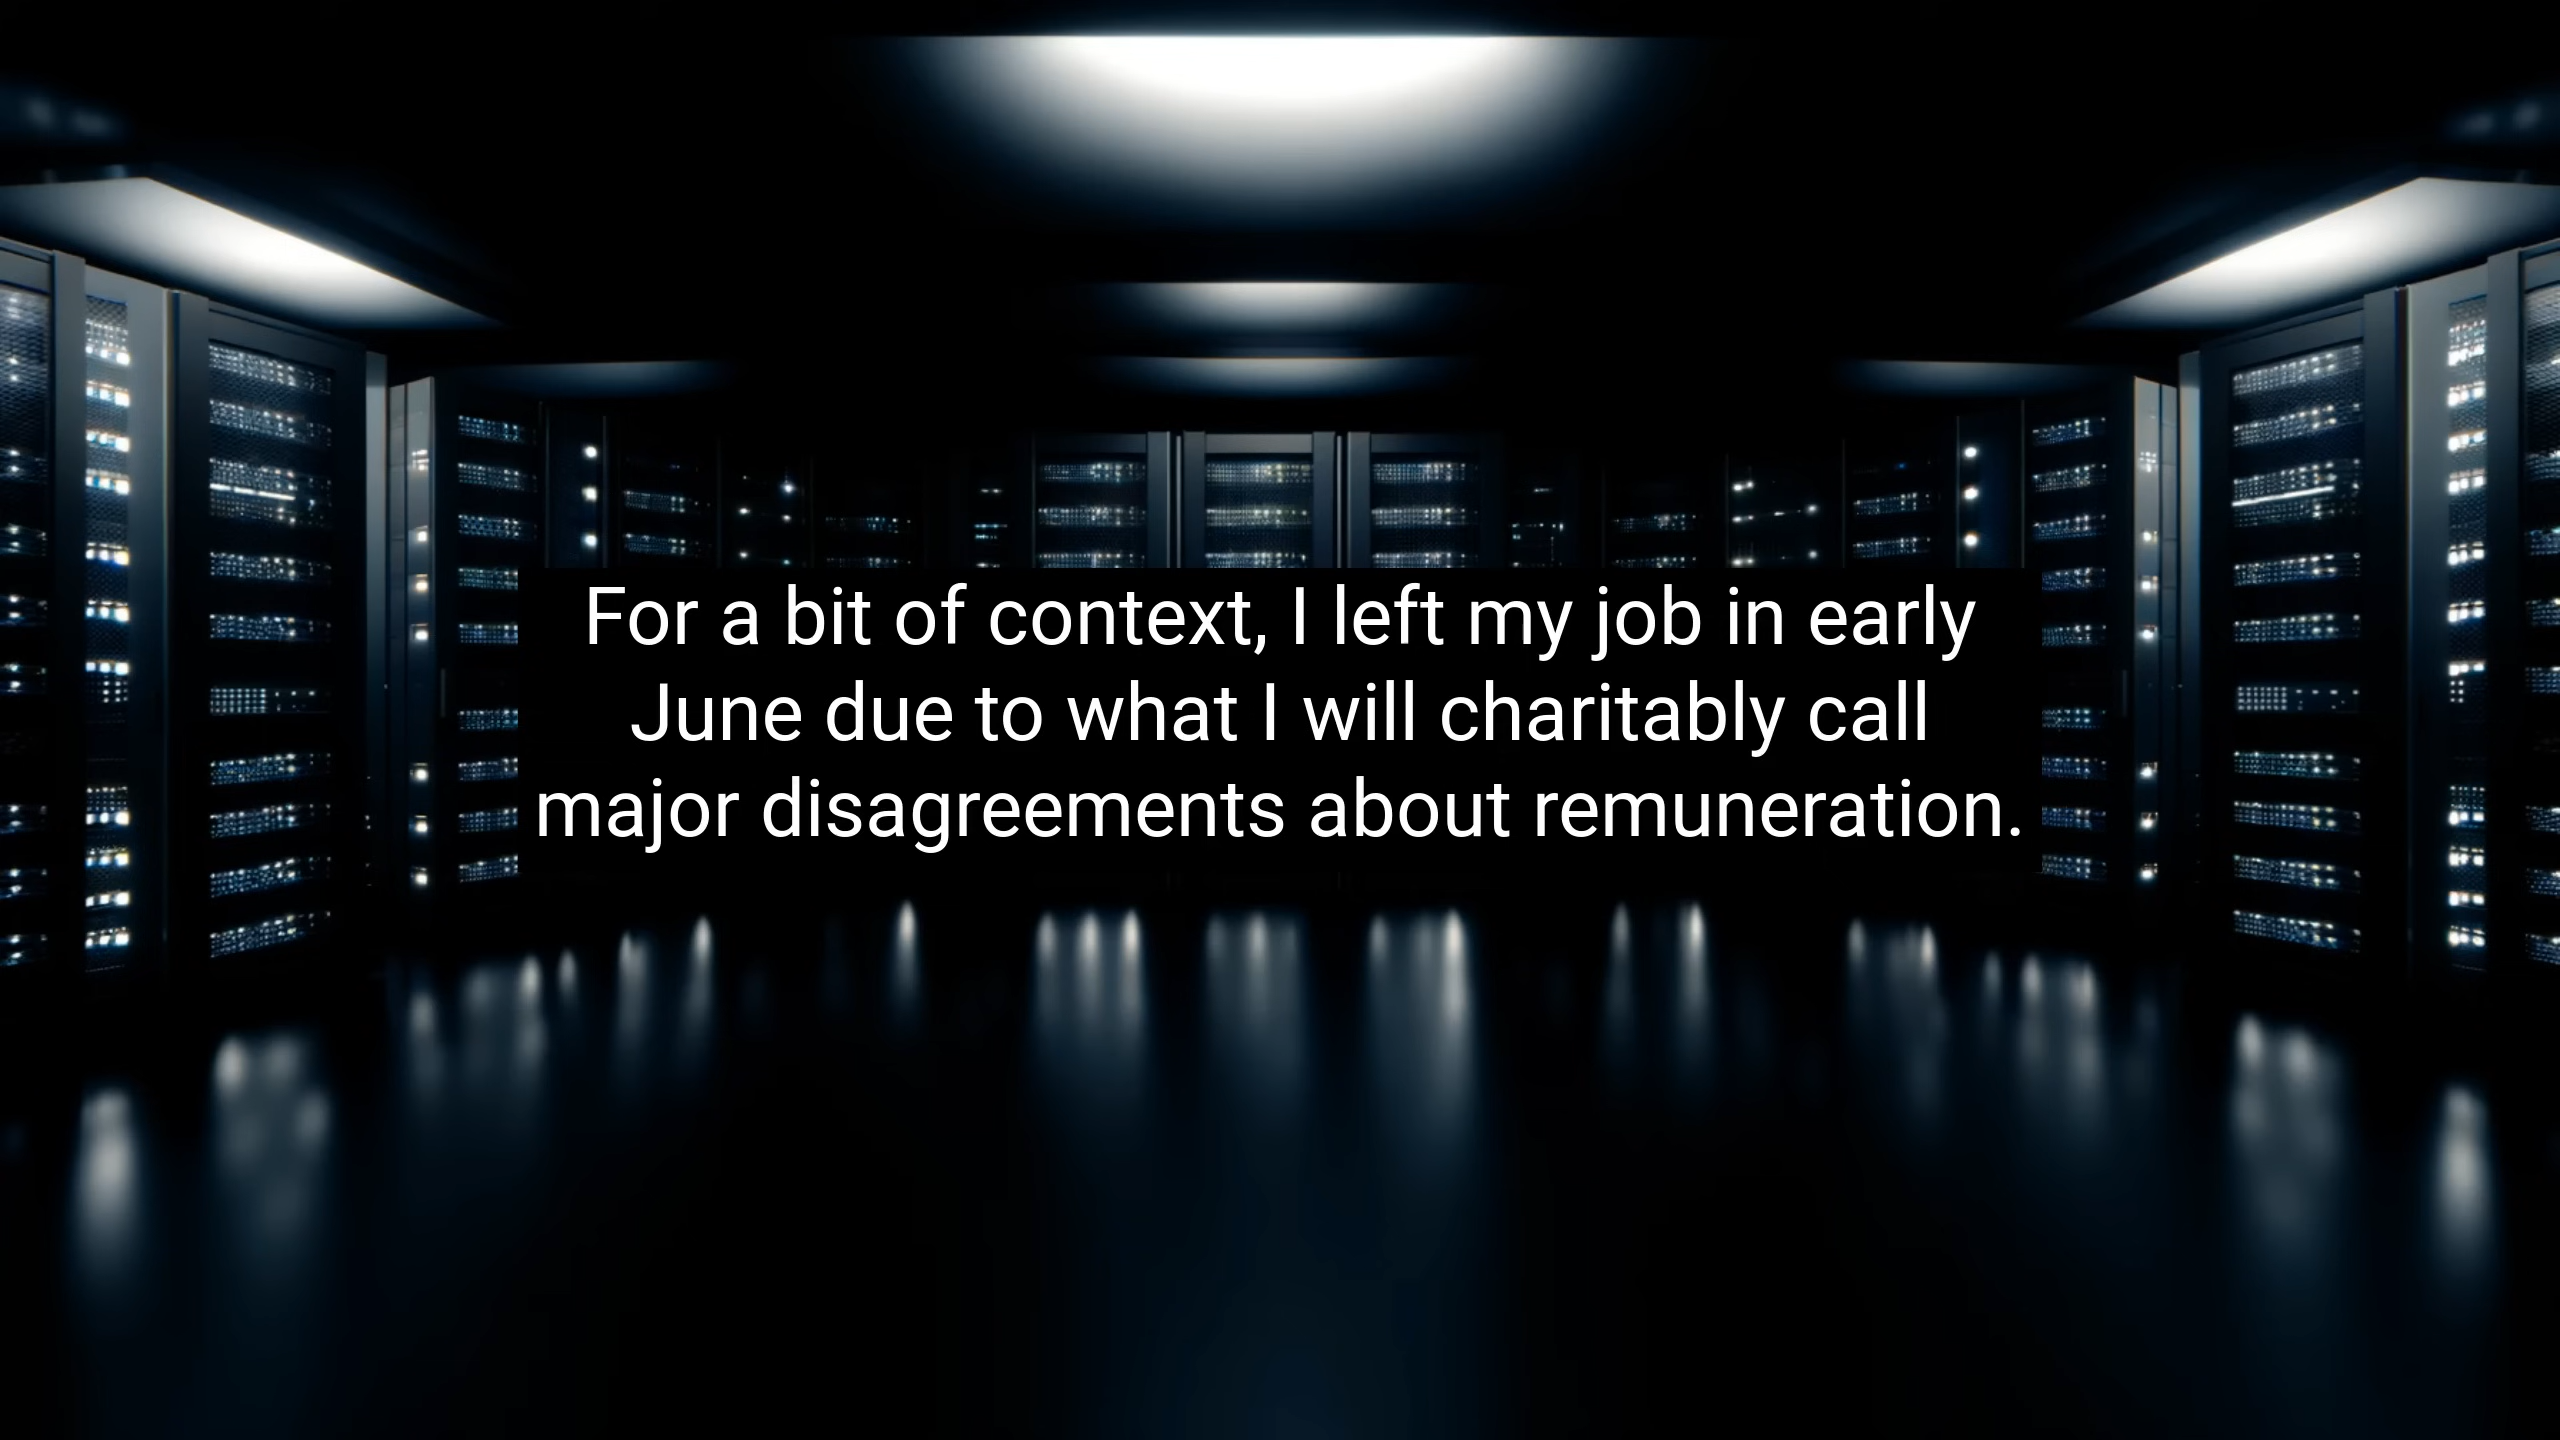 For a bit of context, I left my job in early
June due to what I will charitably call
major disagreements about remuneration.